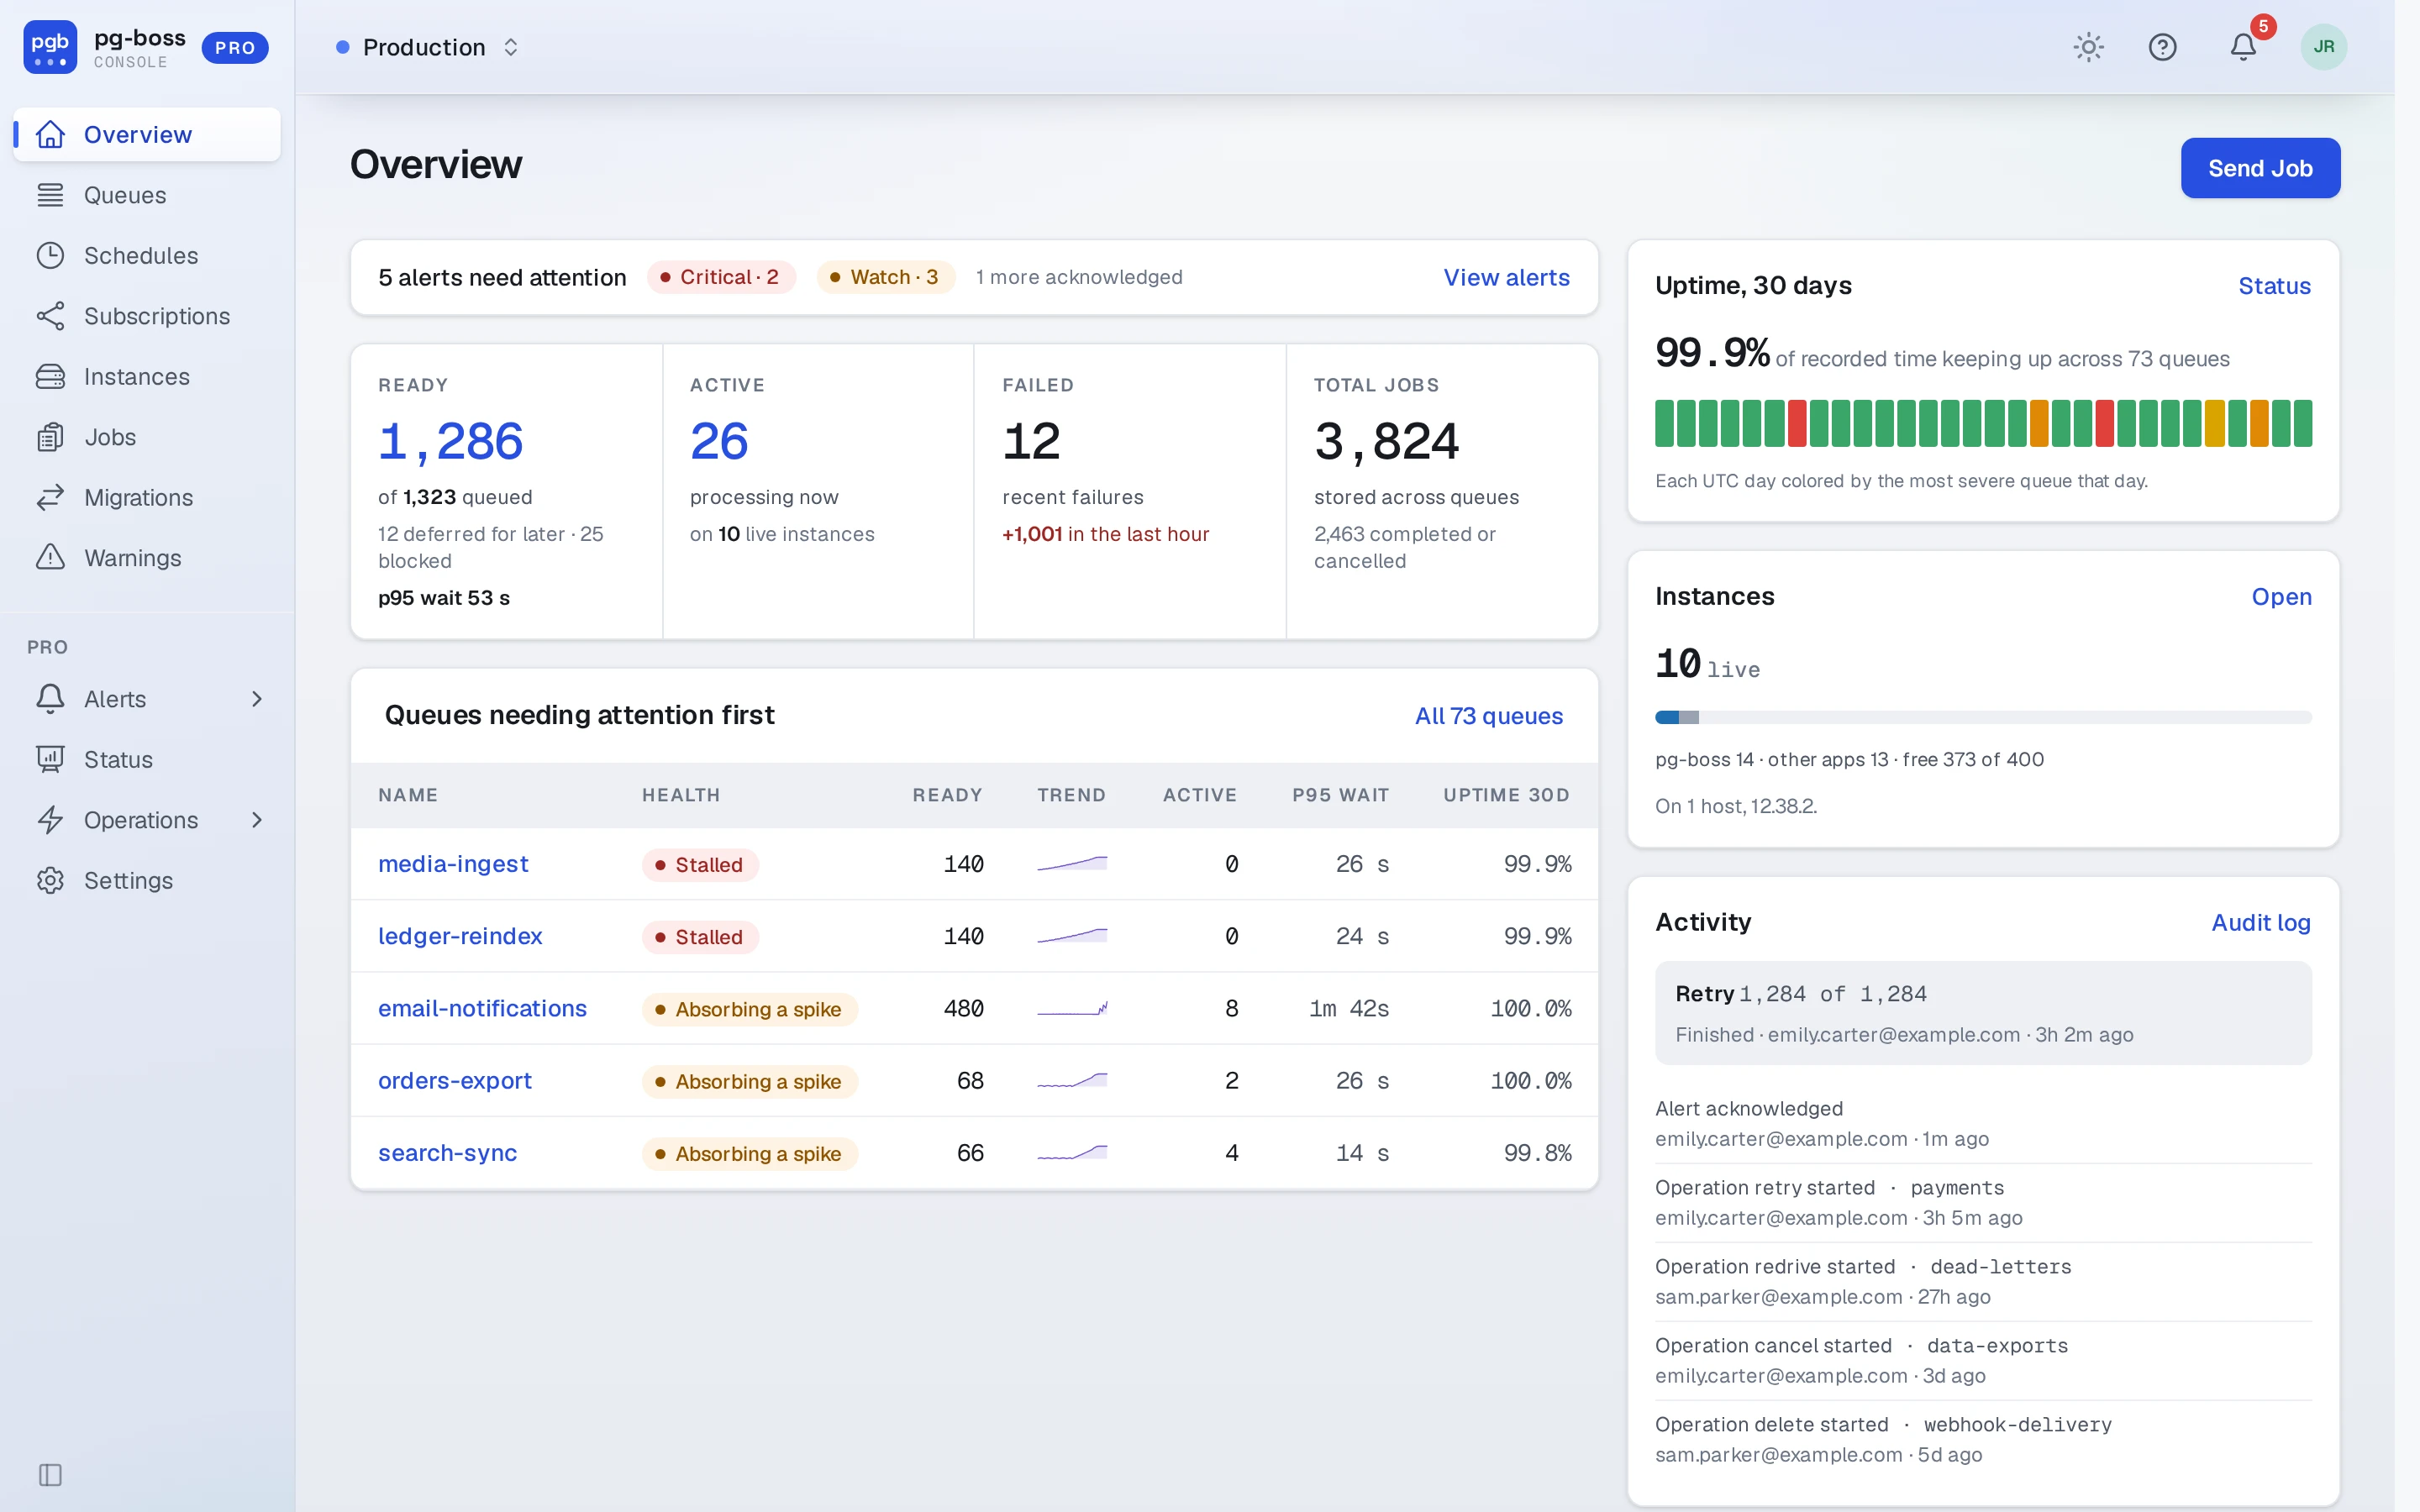 pgb
pg-boss
CONSOLE
PRO
Production
5
JR
Overview
Queues
Schedules
Subscriptions
Instances
Jobs
Migrations
Warnings
PRO
Alerts
Status
Operations
Settings
Overview
Send Job
5 alerts need attention
Critical · 2
Watch · 3
1 more acknowledged
View alerts
READY
1,286
of 1,323 queued
12 deferred for later · 25
blocked
p95 wait 53 s
ACTIVE
26
processing now
on 10 live instances
FAILED
12
recent failures
+1,001 in the last hour
TOTAL JOBS
3,824
stored across queues
2,463 completed or
cancelled
Queues needing attention first
All 73 queues
NAME HEALTH READY TREND ACTIVE P95 WAIT UPTIME 30D
media-ingest Stalled 140 0 26 s 99.9%
ledger-reindex Stalled 140 0 24 s 99.9%
email-notifications Absorbing a spike 480 8 1m 42s 100.0%
orders-export Absorbing a spike 68 2 26 s 100.0%
search-sync Absorbing a spike 66 4 14 s 99.8%
Uptime, 30 days
Status
99.9% of recorded time keeping up across 73 queues
Each UTC day colored by the most severe queue that day.
Instances
Open
10 live
pg-boss 14 · other apps 13 · free 373 of 400
On 1 host, 12.38.2.
Activity
Audit log
Retry 1,284 of 1,284
Finished · emily.carter@example.com · 3h 2m ago
Alert acknowledged
emily.carter@example.com · 1m ago
Operation retry started · payments
emily.carter@example.com · 3h 5m ago
Operation redrive started · dead-letters
sam.parker@example.com · 27h ago
Operation cancel started · data-exports
emily.carter@example.com · 3d ago
Operation delete started · webhook-delivery
sam.parker@example.com · 5d ago